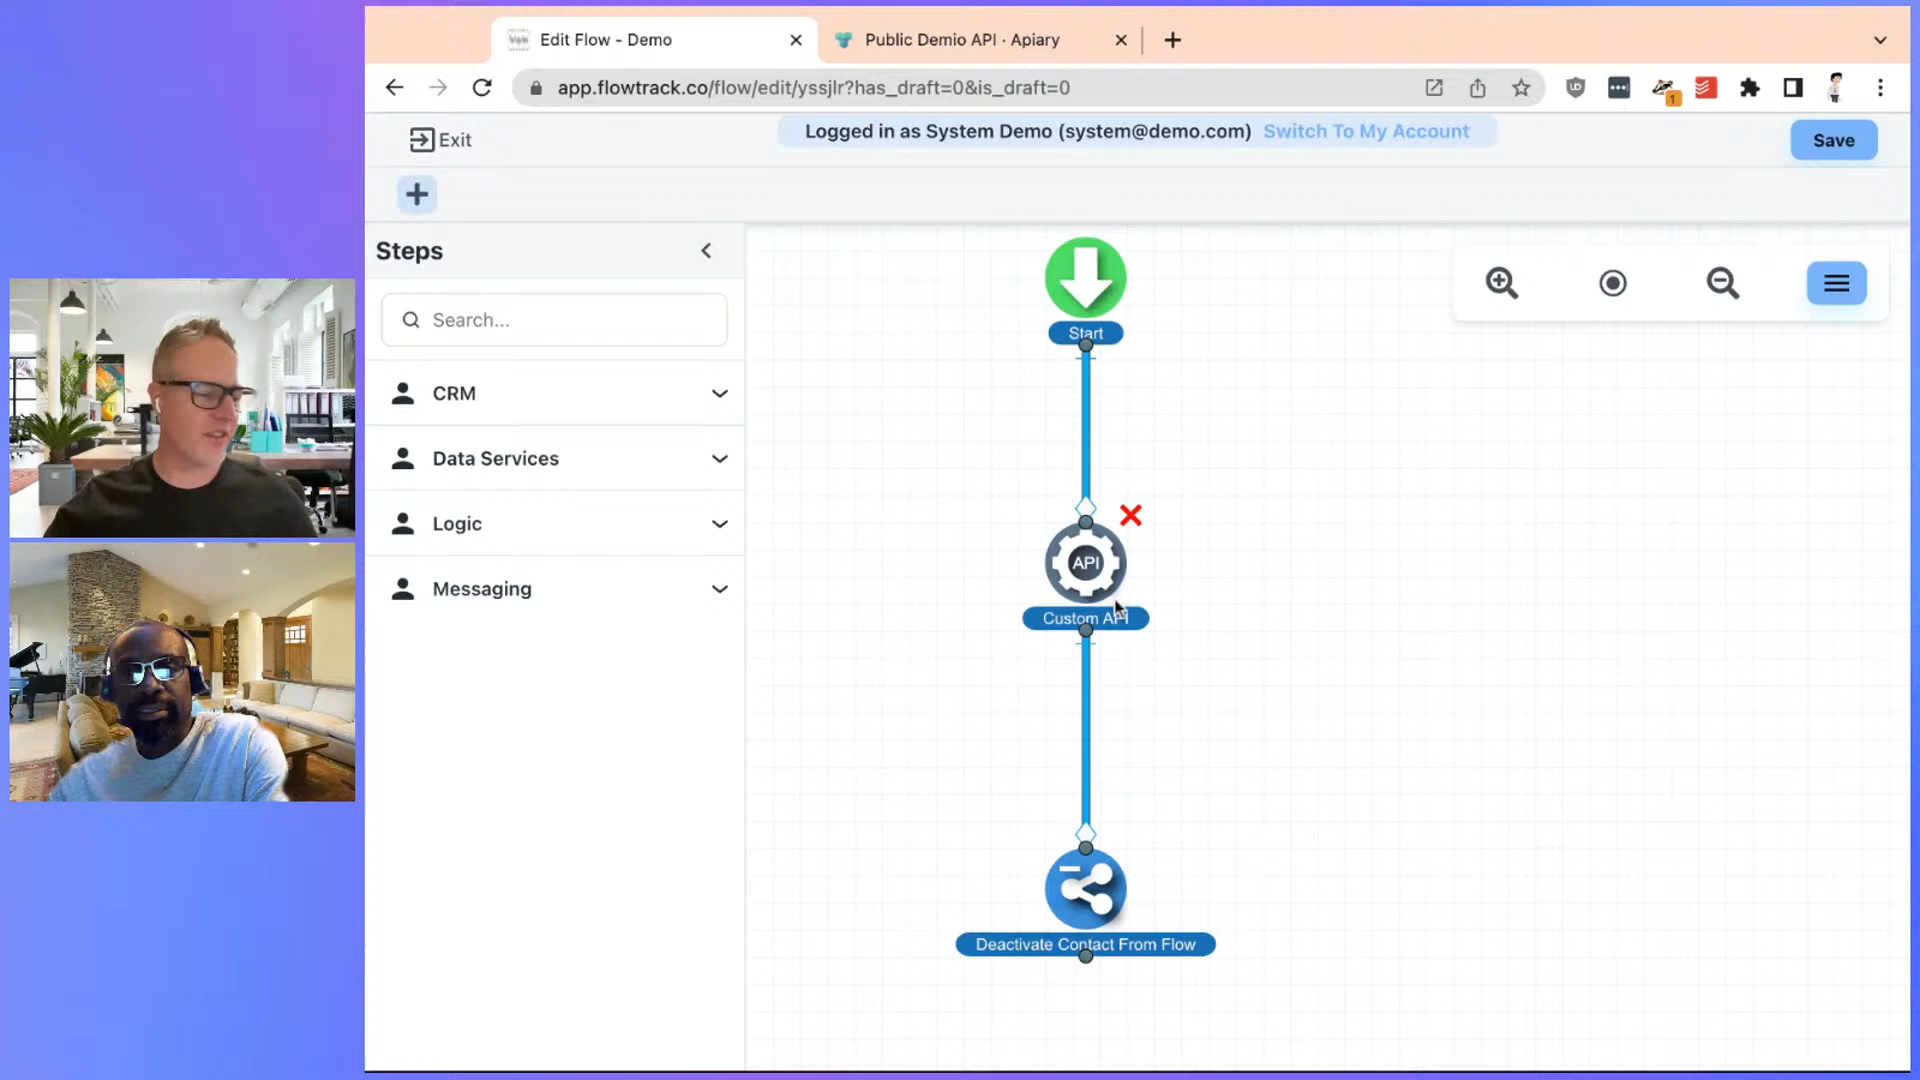 Edit Flow - Demo
Public Demio API · Apiary
app.flowtrack.co/flow/edit/yssjlr?has_draft=0&is_draft=0
1
Exit
Logged in as System Demo (system@demo.com) Switch To My Account
Save
Steps
Search...
CRM
Data Services
Logic
Messaging
Start
API
Custom API
Deactivate Contact From Flow